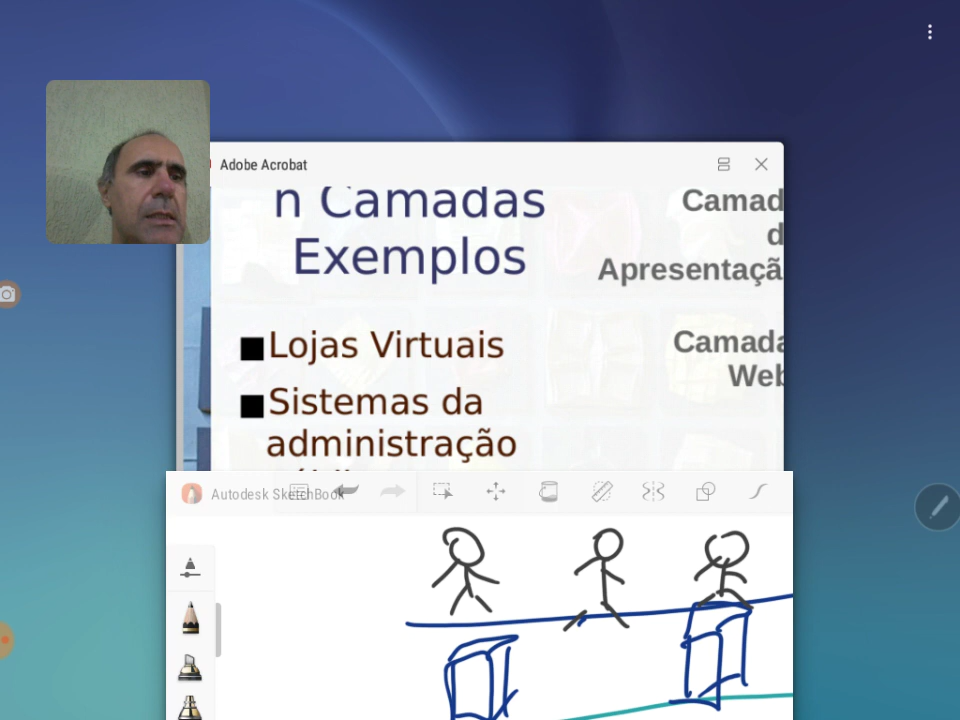 Adobe Acrobat
n Camadas
Exemplos
Lojas Virtuais
Sistemas da
administração
Camad
d
Apresentaçã
Camada
Web
Autodesk SketchBook